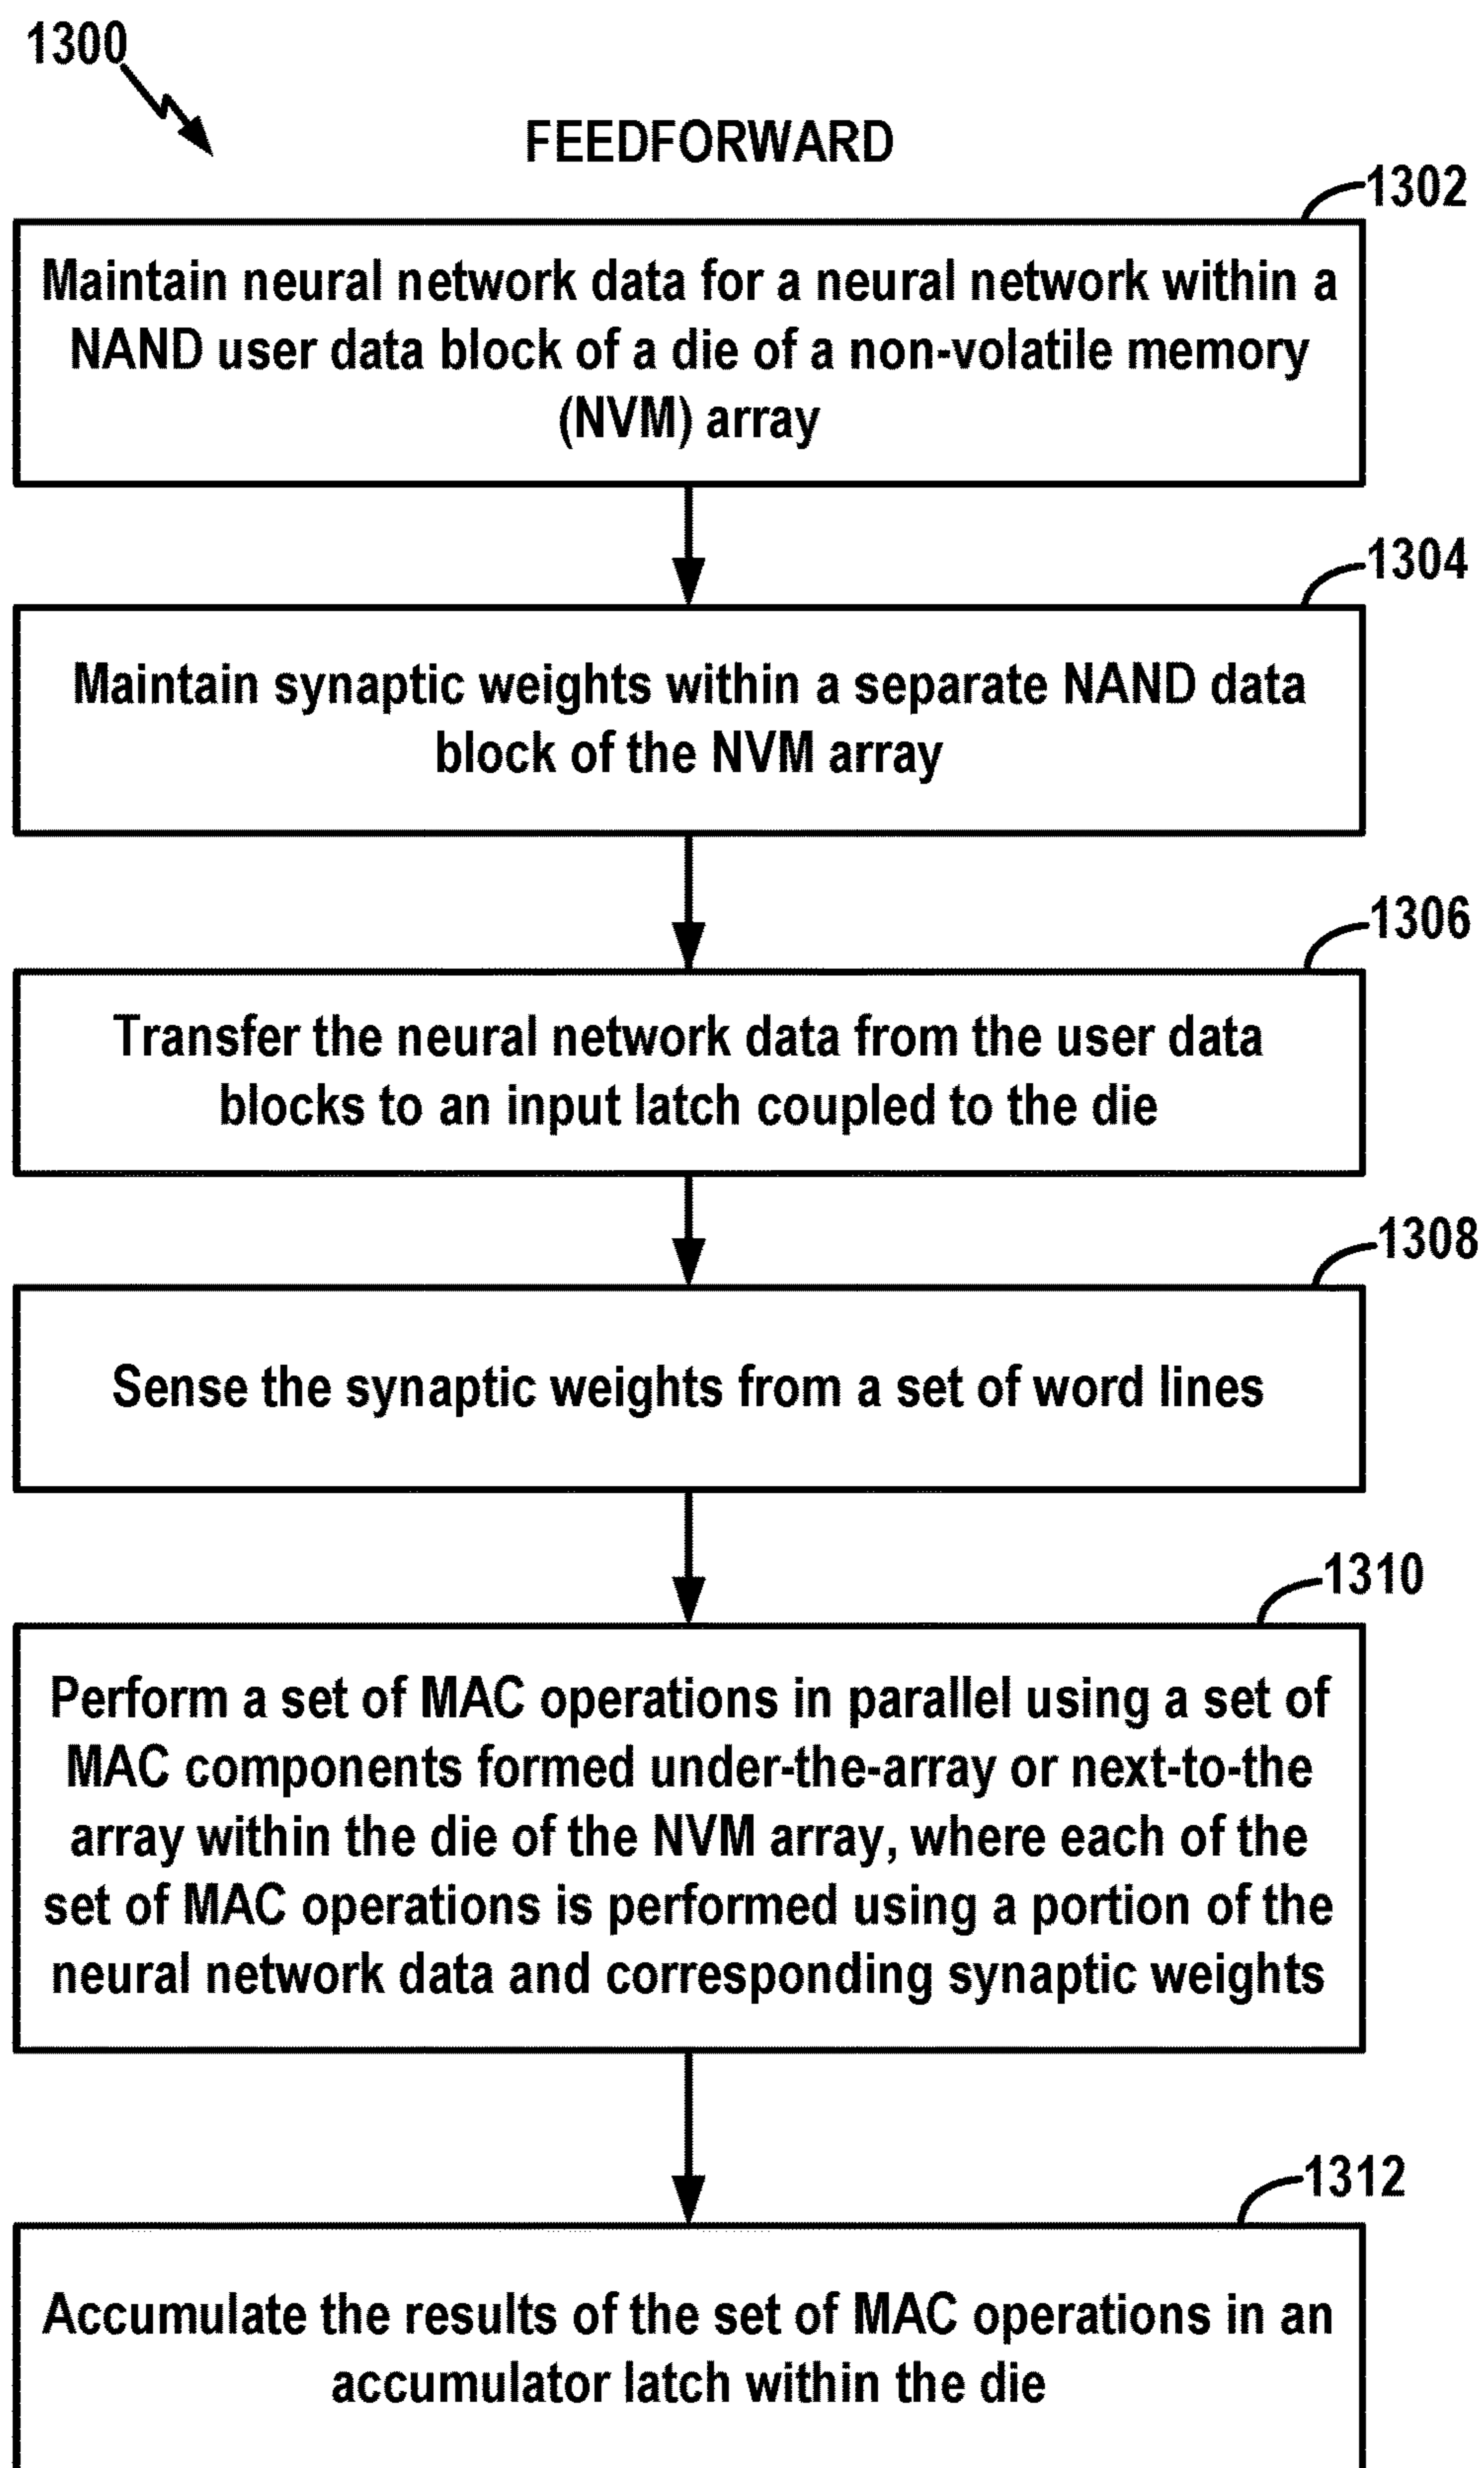 1300
FEEDFORWARD
1302
Maintain neural network data for a neural network within a
NAND user data block of a die of a non-volatile memory
(NVM) array
1304
Maintain synaptic weights within a separate NAND data
block of the NVM array
1306
Transfer the neural network data from the user data
blocks to an input latch coupled to the die
1308
Sense the synaptic weights from a set of word lines
1310
Perform a set of MAC operations in parallel using a set of
MAC components formed under-the-array or next-to-the
array within the die of the NVM array, where each of the
set of MAC operations is performed using a portion of the
neural network data and corresponding synaptic weights
1312
Accumulate the results of the set of MAC operations in an
accumulator latch within the die